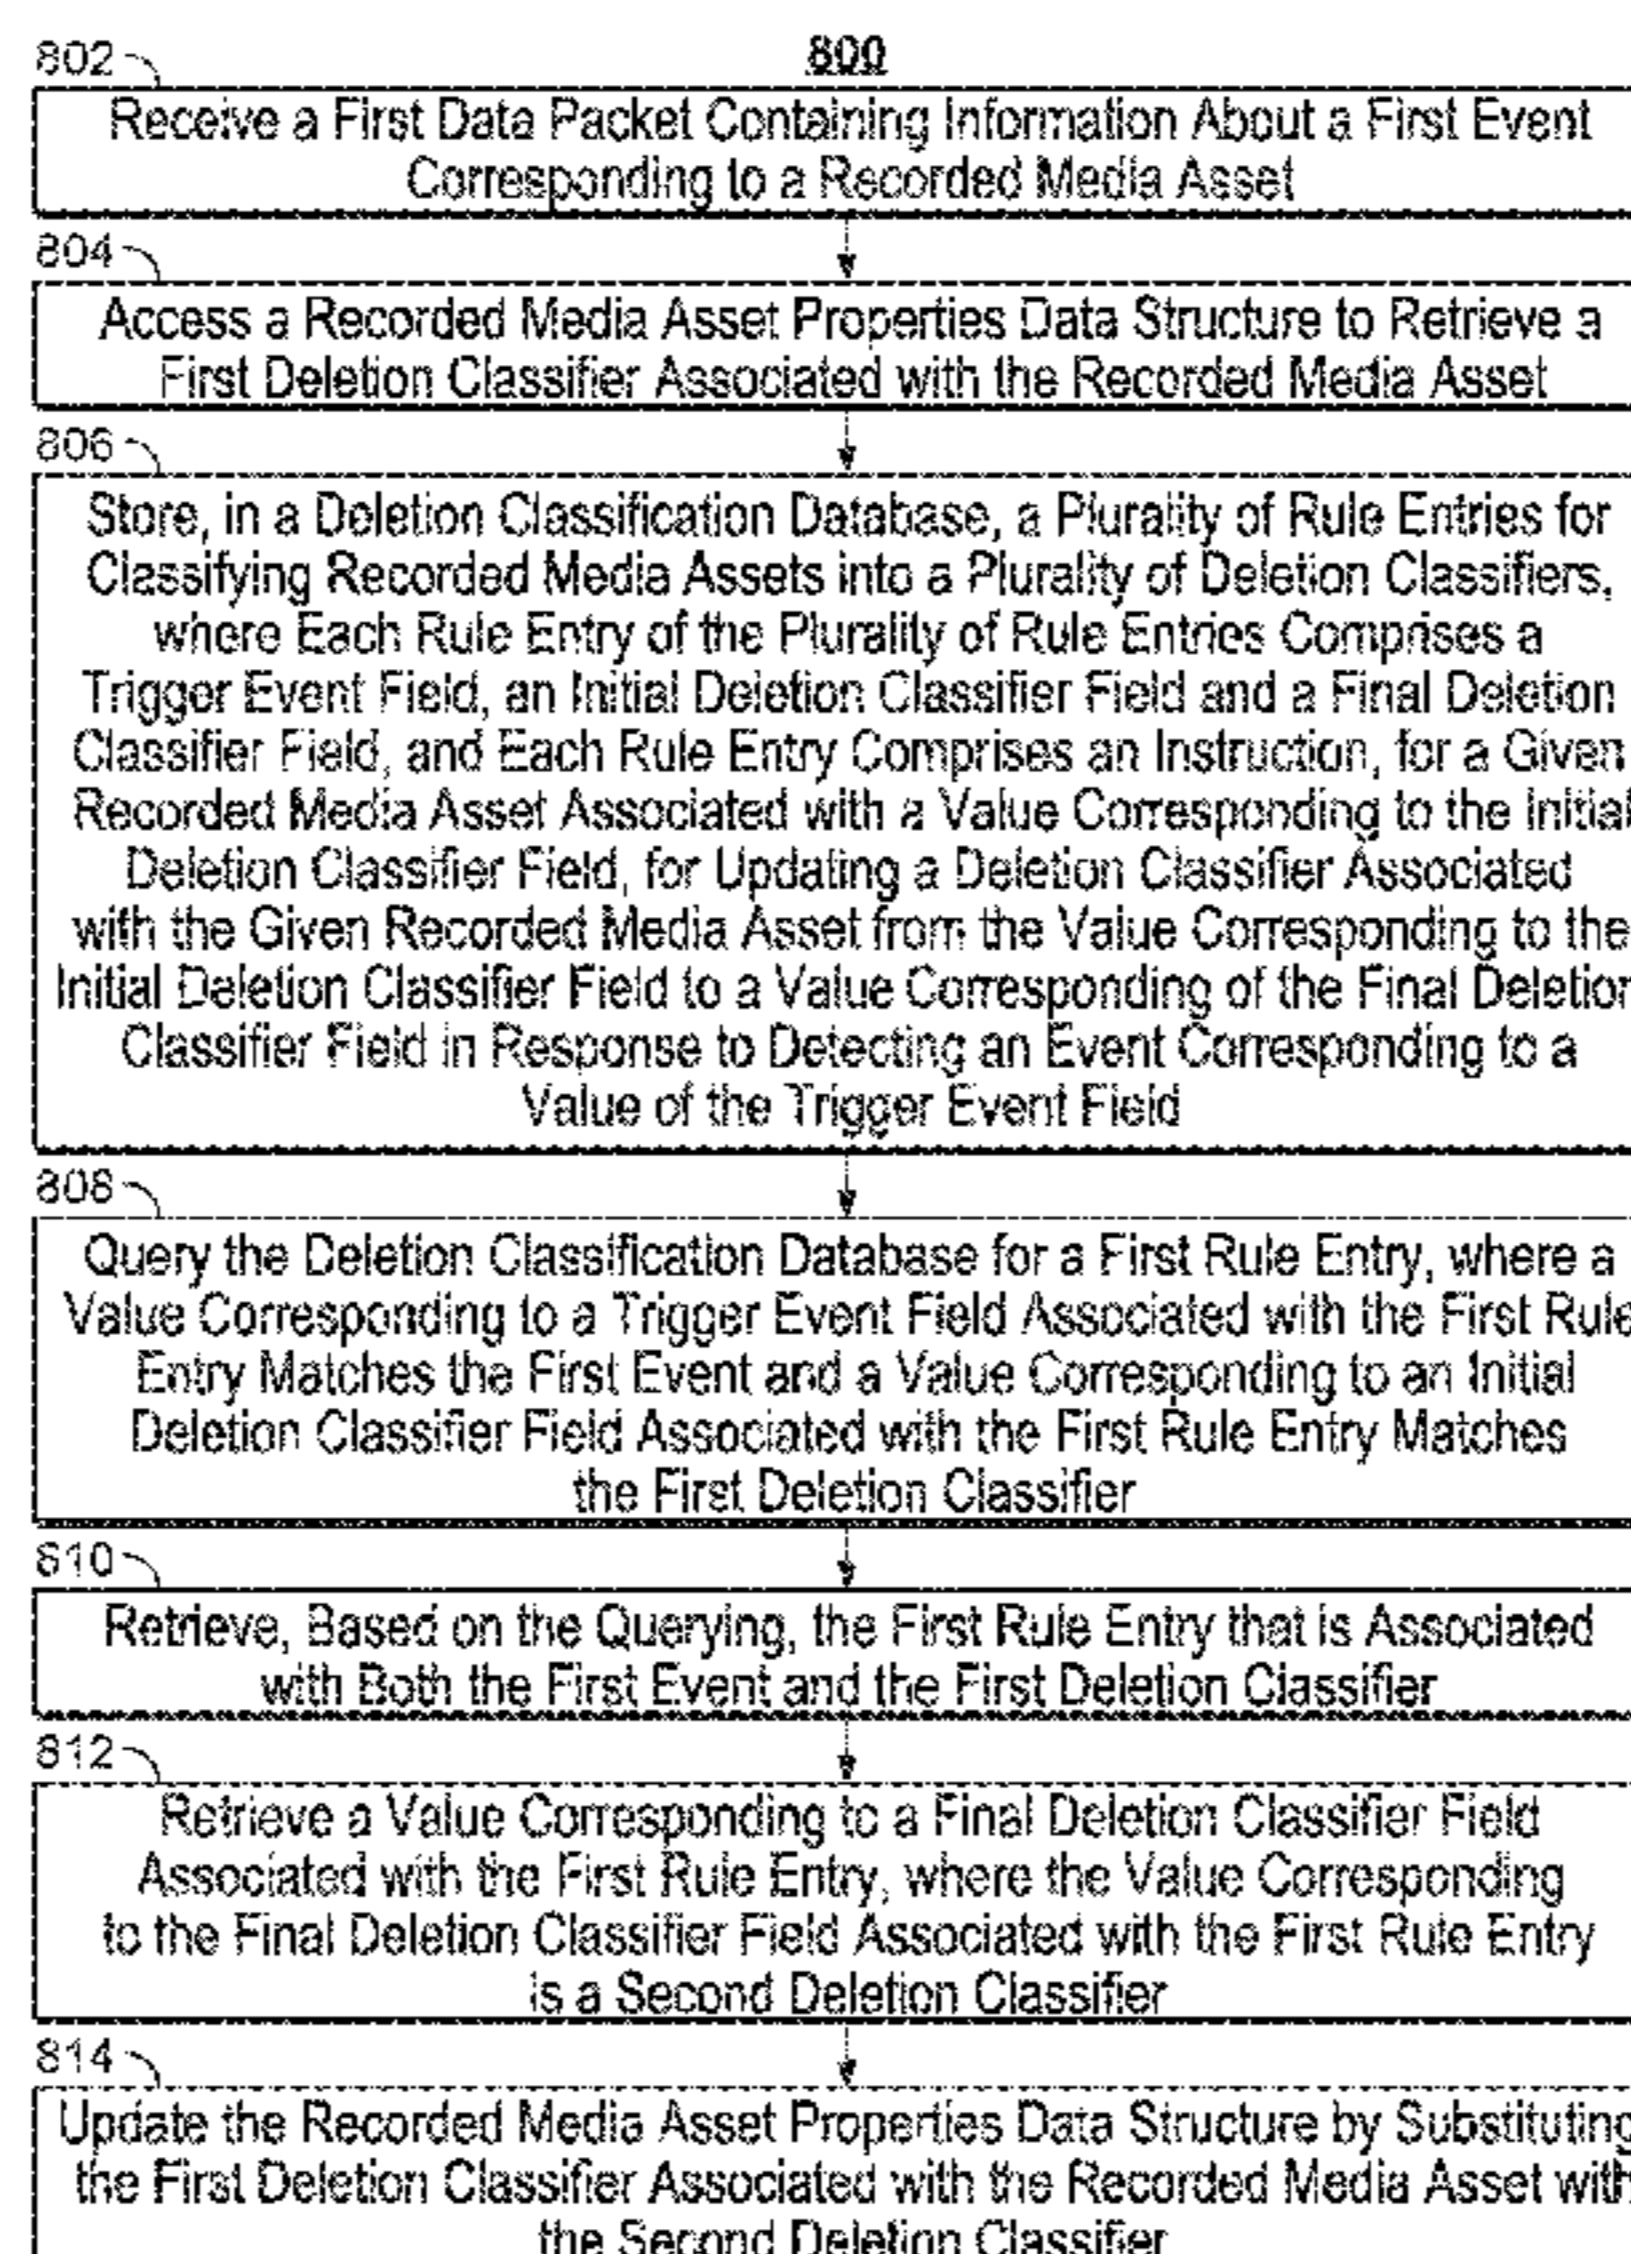 800
802
Receive a First Data Packet Containing Information About a First Event
Corresponding to a Recorded Media Asset
804
Access a Recorded Media Asset Properties Data Structure to Retrieve a
First Deletion Classifier Associated with the Recorded Media Asset
806
Store, in a Deletion Classification Database, a Plurality of Rule Entries for
Classifying Recorded Media Assets into a Plurality of Deletion Classifiers,
where Each Rule Entry of the Plurality of Rule Entries Comprises a
Trigger Event Field, an Initial Deletion Classifier Field and a Final Deletion
Classifier Field, and Each Rule Entry Comprises an Instruction, for a Given
Recorded Media Asset Associated with a Value Corresponding to the Initial
Deletion Classifier Field, for Updating a Deletion Classifier Associated
with the Given Recorded Media Asset from the Value Corresponding to the
Initial Deletion Classifier Field to a Value Corresponding of the Final Deletion
Classifier Field in Response to Detecting an Event Corresponding to a
Value of the Trigger Event Field
808
Query the Deletion Classification Database for a First Rule Entry, where a
Value Corresponding to a Trigger Event Field Associated with the First Rule
Entry Matches the First Event and a Value Corresponding to an Initial
Deletion Classifier Field Associated with the First Rule Entry Matches
the First Deletion Classifier
810
Retrieve, Based on the Querying, the First Rule Entry that is Associated
with Both the First Event and the First Deletion Classifier
812
Retrieve a Value Corresponding to a Final Deletion Classifier Field
Associated with the First Rule Entry, where the Value Corresponding
to the Final Deletion Classifier Field Associated with the First Rule Entry
is a Second Deletion Classifier
814
Update the Recorded Media Asset Properties Data Structure by Substituting
the First Deletion Classifier Associated with the Recorded Media Asset with
the Second Deletion Classifier